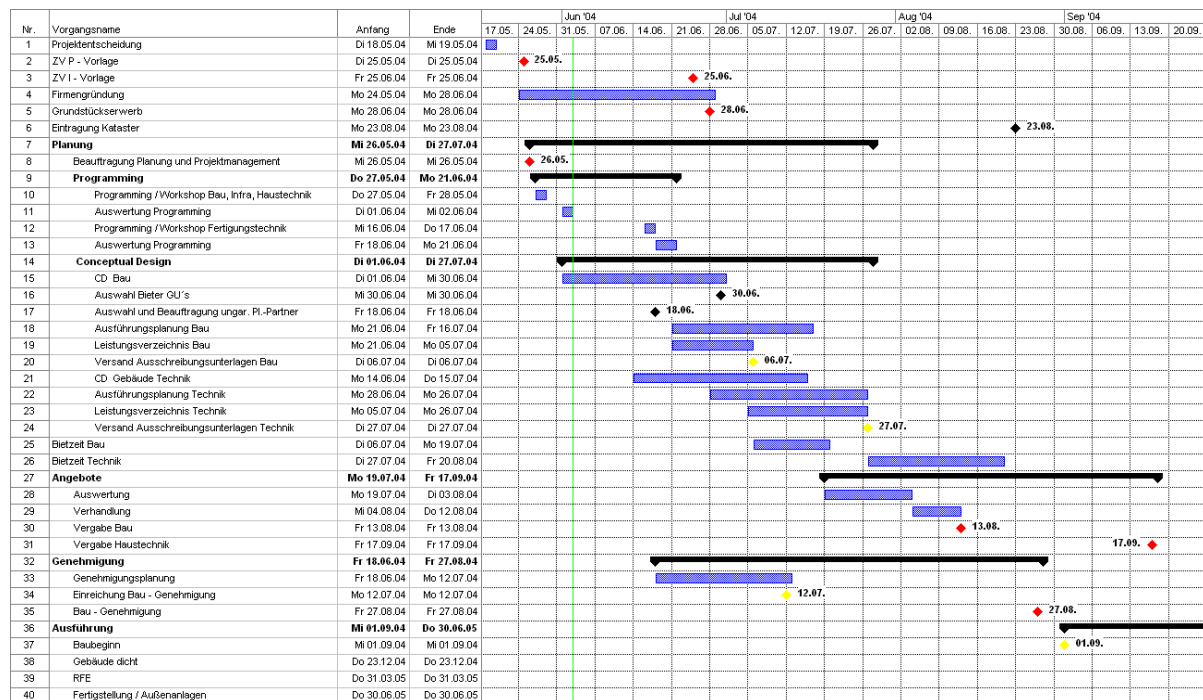 Jun '04 Jul '04 Aug '04 Sep '04
Nr. Vorgangsname Anfang Ende 17.05. 24.05. 31.05. 07.06. 14.06. 21.06. 28.06. 05.07. 12.07. 19.07. 26.07. 02.08. 09.08. 16.08. 23.08. 30.08. 06.09. 13.09. 20.09.
1 Projektentscheidung Di 18.05.04 Mi 19.05.04
2 ZV P - Vorlage Di 25.05.04 Di 25.05.04 25.05.
3 ZV I - Vorlage Fr 25.06.04 Fr 25.06.04 25.06.
4 Firmengründung Mo 24.05.04 Mo 28.06.04
5 Grundstückserwerb Mo 28.06.04 Mo 28.06.04 28.06.
6 Eintragung Kataster Mo 23.08.04 Mo 23.08.04 23.08.
7 Planung Mi 26.05.04 Di 27.07.04
8 Beauftragung Planung und Projektmanagement Mi 26.05.04 Mi 26.05.04 26.05.
9 Programming Do 27.05.04 Mo 21.06.04
10 Programming / Workshop Bau, Infra, Haustechnik Do 27.05.04 Fr 28.05.04
11 Auswertung Programming Di 01.06.04 Mi 02.06.04
12 Programming / Workshop Fertigungstechnik Mi 16.06.04 Do 17.06.04
13 Auswertung Programming Fr 18.06.04 Mo 21.06.04
14 Conceptual Design Di 01.06.04 Di 27.07.04
15 CD Bau Di 01.06.04 Mi 30.06.04
16 Auswahl Bieter GU´s Mi 30.06.04 Mi 30.06.04 30.06.
17 Auswahl und Beauftragung ungar. Pl.-Partner Fr 18.06.04 Fr 18.06.04 18.06.
18 Ausführungsplanung Bau Mo 21.06.04 Fr 16.07.04
19 Leistungsverzeichnis Bau Mo 21.06.04 Mo 05.07.04
20 Versand Ausschreibungsunterlagen Bau Di 06.07.04 Di 06.07.04 06.07.
21 CD Gebäude Technik Mo 14.06.04 Do 15.07.04
22 Ausführungsplanung Technik Mo 28.06.04 Mo 26.07.04
23 Leistungsverzeichnis Technik Mo 05.07.04 Mo 26.07.04
24 Versand Ausschreibungsunterlagen Technik Di 27.07.04 Di 27.07.04 27.07.
25 Bietzeit Bau Di 06.07.04 Mo 19.07.04
26 Bietzeit Technik Di 27.07.04 Fr 20.08.04
27 Angebote Mo 19.07.04 Fr 17.09.04
28 Auswertung Mo 19.07.04 Di 03.08.04
29 Verhandlung Mi 04.08.04 Do 12.08.04
30 Vergabe Bau Fr 13.08.04 Fr 13.08.04 13.08.
31 Vergabe Haustechnik Fr 17.09.04 Fr 17.09.04 17.09.
32 Genehmigung Fr 18.06.04 Fr 27.08.04
33 Genehmigungsplanung Fr 18.06.04 Mo 12.07.04
34 Einreichung Bau - Genehmigung Mo 12.07.04 Mo 12.07.04 12.07.
35 Bau - Genehmigung Fr 27.08.04 Fr 27.08.04 27.08.
36 Ausführung Mi 01.09.04 Do 30.06.05
37 Baubeginn Mi 01.09.04 Mi 01.09.04 01.09.
38 Gebäude dicht Do 23.12.04 Do 23.12.04
39 RFE Do 31.03.05 Do 31.03.05
40 Fertigstellung / Außenanlagen Do 30.06.05 Do 30.06.05